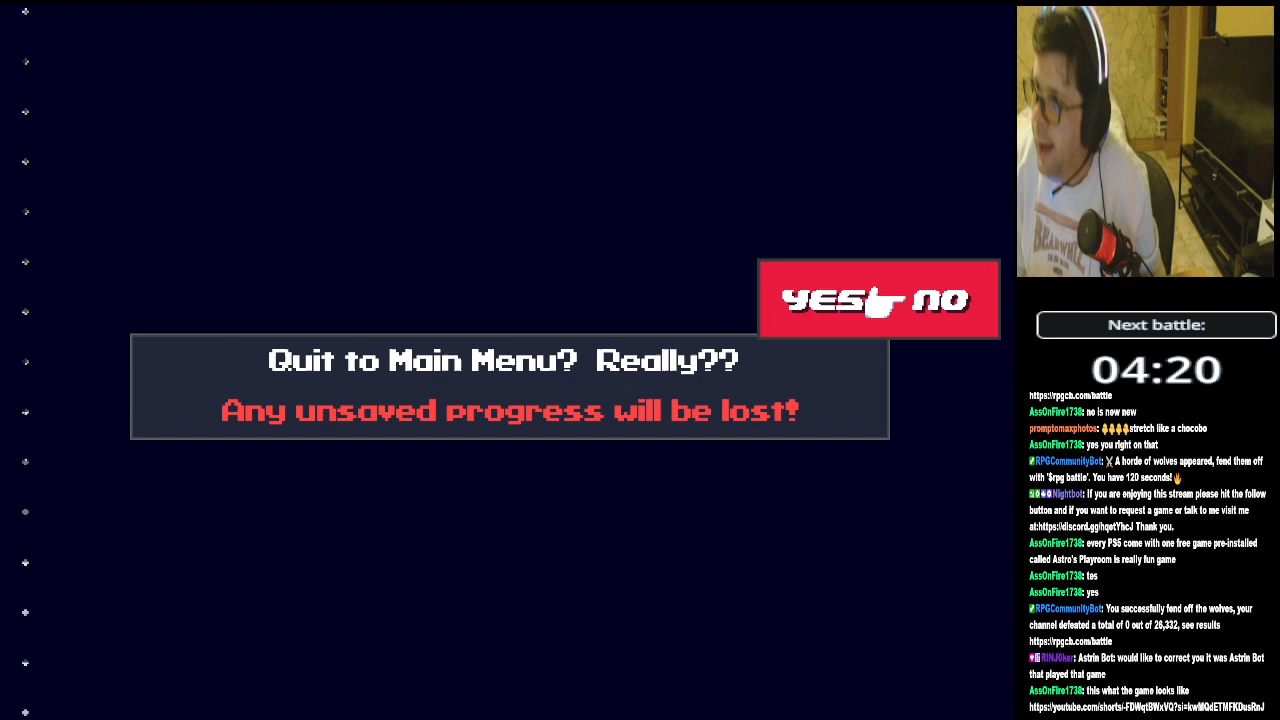 YES NO
Quit to Main Menu? Really??
Any unsaved progress will be lost!
Next battle:
04:20
https://rpgcb.com/battle
AssOnFire1738: no is new new
promptomaxphotos: stretch like a chocobo
AssOnFire1738: yes you right on that
RPGCommunityBot: A horde of wolves appeared, fend them off
with '$rpg battle'. You have 120 seconds!
Nightbot: If you are enjoying this stream please hit the follow
button and if you want to request a game or talk to me visit me
at:https://discord.gg/hqetYhcJ Thank you.
AssOnFire1738: every PS5 come with one free game pre-installed
called Astro's Playroom is really fun game
AssOnFire1738: tes
AssOnFire1738: yes
RPGCommunityBot: You successfully fend off the wolves, your
channel defeated a total of 0 out of 26,332, see results
https://rpgcb.com/battle
RINJ0ker: Astrin Bot: would like to correct you it was Astrin Bot
that played that game
AssOnFire1738: this what the game looks like